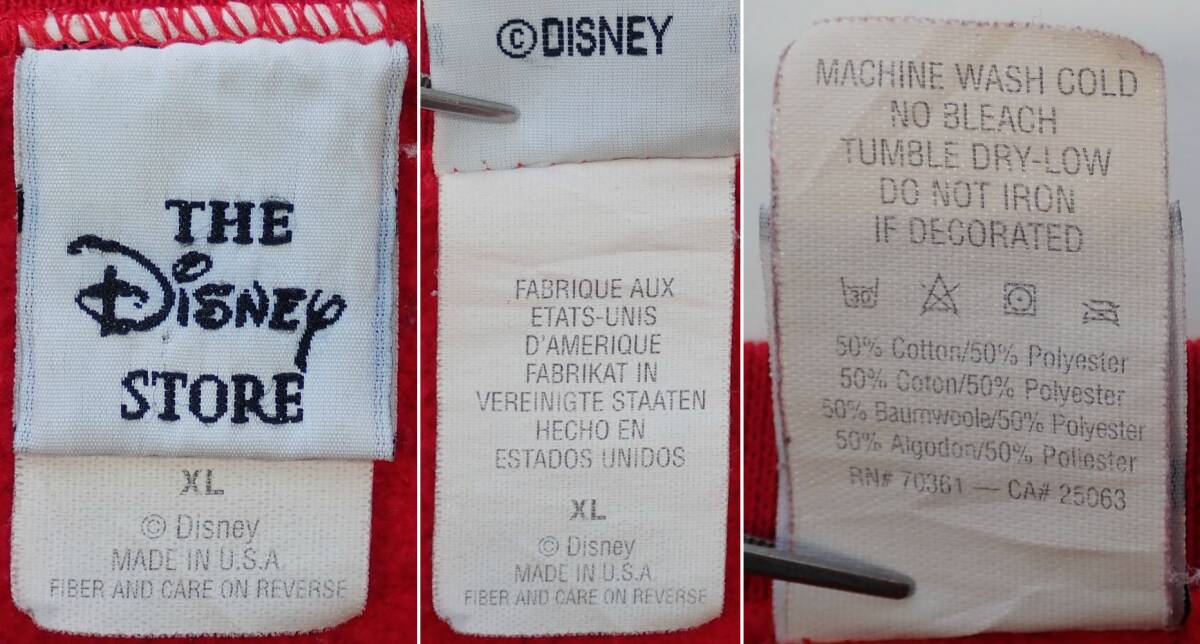 THE
DISNEY
STORE
XL
© Disney
MADE IN U.S.A.
FIBER AND CARE ON REVERSE
©DISNEY
FABRIQUE AUX
ETATS-UNIS
D'AMERIQUE
FABRIKAT IN
VEREINIGTE STAATEN
HECHO EN
ESTADOS UNIDOS
XL
© Disney
MADE IN U.S.A.
FIBER AND CARE ON REVERSE
MACHINE WASH COLD
NO BLEACH
TUMBLE DRY-LOW
DO NOT IRON
IF DECORATED
30
50% Cotton/50% Polyester
50% Coton/50% Polyester
50% Baumwoole/50% Polyester
50% Algodon/50% Poliester
RN# 70361 — CA# 25063